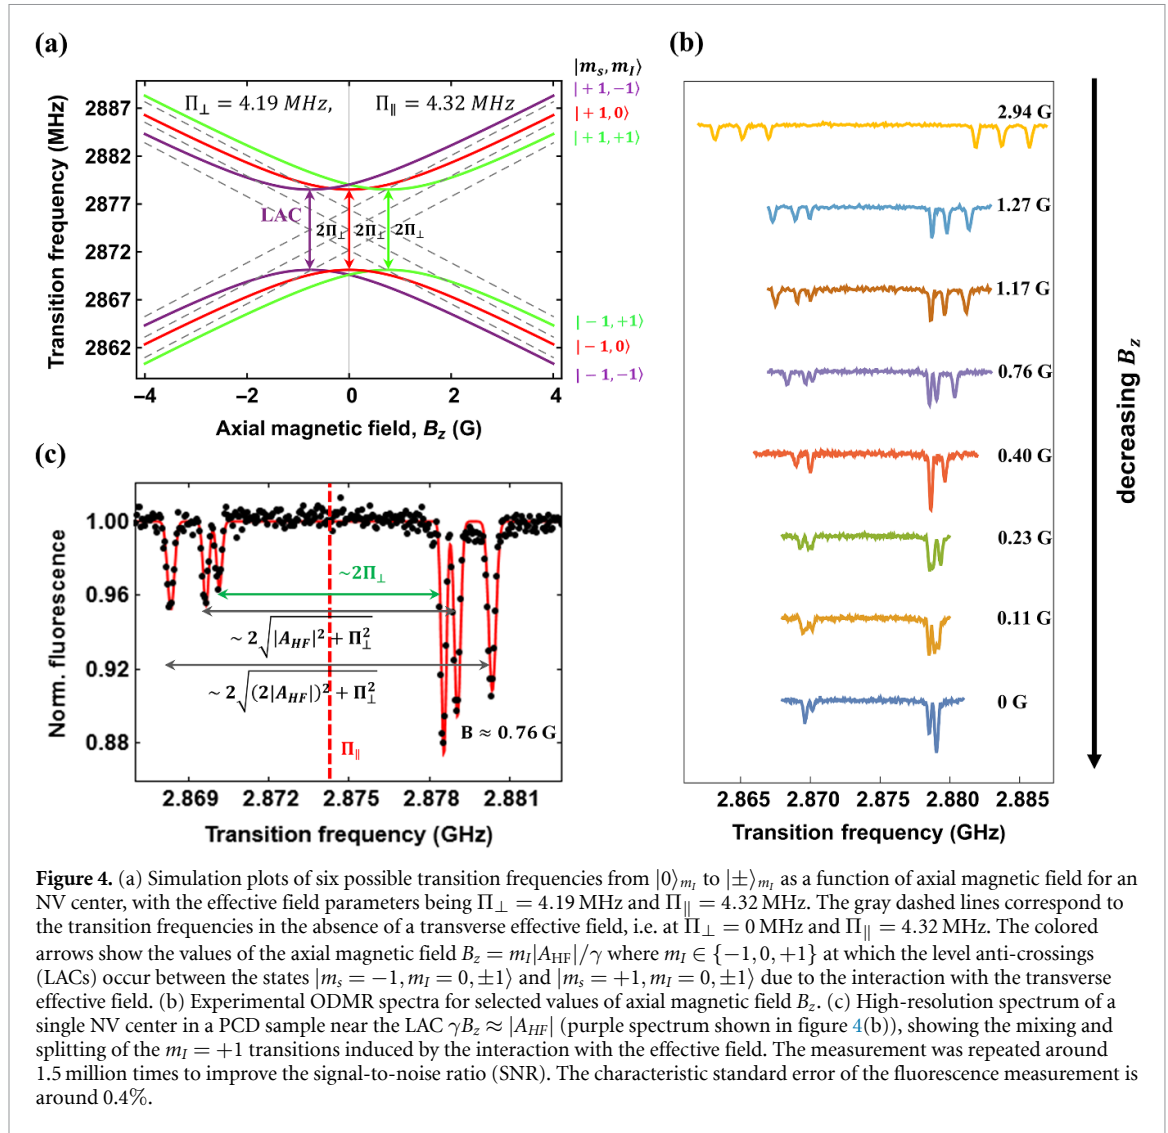 (a)
Π⊥ = 4.19 MHz, Π∥ = 4.32 MHz
|m_s, m_I⟩
|+1,−1⟩
|+1,0⟩
|+1,+1⟩
2887
2882
2877
2872
2867
2862
Transition frequency (MHz)
LAC
2Π⊥ 2Π⊥ 2Π⊥
|−1,+1⟩
|−1,0⟩
|−1,−1⟩
−4 −2 0 2 4
Axial magnetic field, B_z (G)
(b)
2.94 G
1.27 G
1.17 G
0.76 G
0.40 G
0.23 G
0.11 G
0 G
decreasing B_z
2.865 2.870 2.875 2.880 2.885
Transition frequency (GHz)
(c)
1.00
0.96
0.92
0.88
Norm. fluorescence
~2Π⊥
~ 2√(|A_HF|² + Π⊥²)
~ 2√((2|A_HF|)² + Π⊥²)
B ≈ 0.76 G
Π∥
2.869 2.872 2.875 2.878 2.881
Transition frequency (GHz)
Figure 4. (a) Simulation plots of six possible transition frequencies from |0⟩_{m_I} to |±⟩_{m_I} as a function of axial magnetic field for an
NV center, with the effective field parameters being Π⊥ = 4.19 MHz and Π∥ = 4.32 MHz. The gray dashed lines correspond to
the transition frequencies in the absence of a transverse effective field, i.e. at Π⊥ = 0 MHz and Π∥ = 4.32 MHz. The colored
arrows show the values of the axial magnetic field B_z = m_I|A_HF|/γ where m_I ∈ {−1, 0, +1} at which the level anti-crossings
(LACs) occur between the states |m_s = −1, m_I = 0, ±1⟩ and |m_s = +1, m_I = 0, ±1⟩ due to the interaction with the transverse
effective field. (b) Experimental ODMR spectra for selected values of axial magnetic field B_z. (c) High-resolution spectrum of a
single NV center in a PCD sample near the LAC γB_z ≈ |A_HF| (purple spectrum shown in figure 4(b)), showing the mixing and
splitting of the m_I = +1 transitions induced by the interaction with the effective field. The measurement was repeated around
1.5 million times to improve the signal-to-noise ratio (SNR). The characteristic standard error of the fluorescence measurement is
around 0.4%.